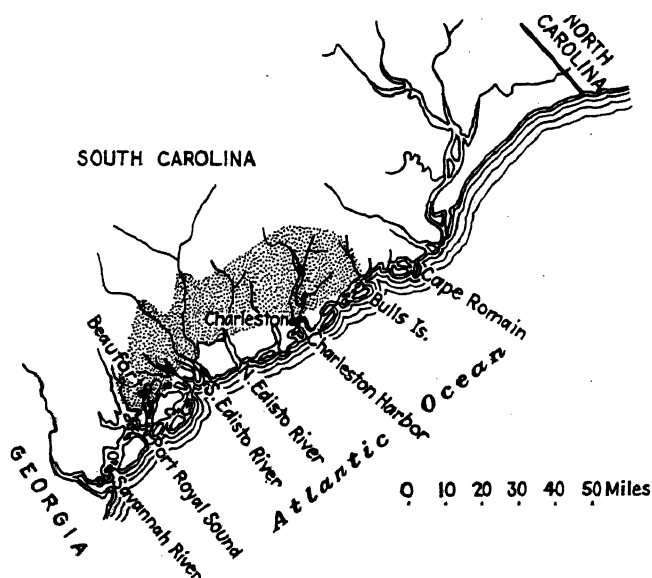 NORTH
CAROLINA
SOUTH CAROLINA
Cape Romain
Bulls Is.
Charleston
Charleston Harbor
Beaufort
N. Edisto River
S. Edisto River
Port Royal Sound
Savannah River
GEORGIA
Atlantic Ocean
0 10 20 30 40 50 Miles